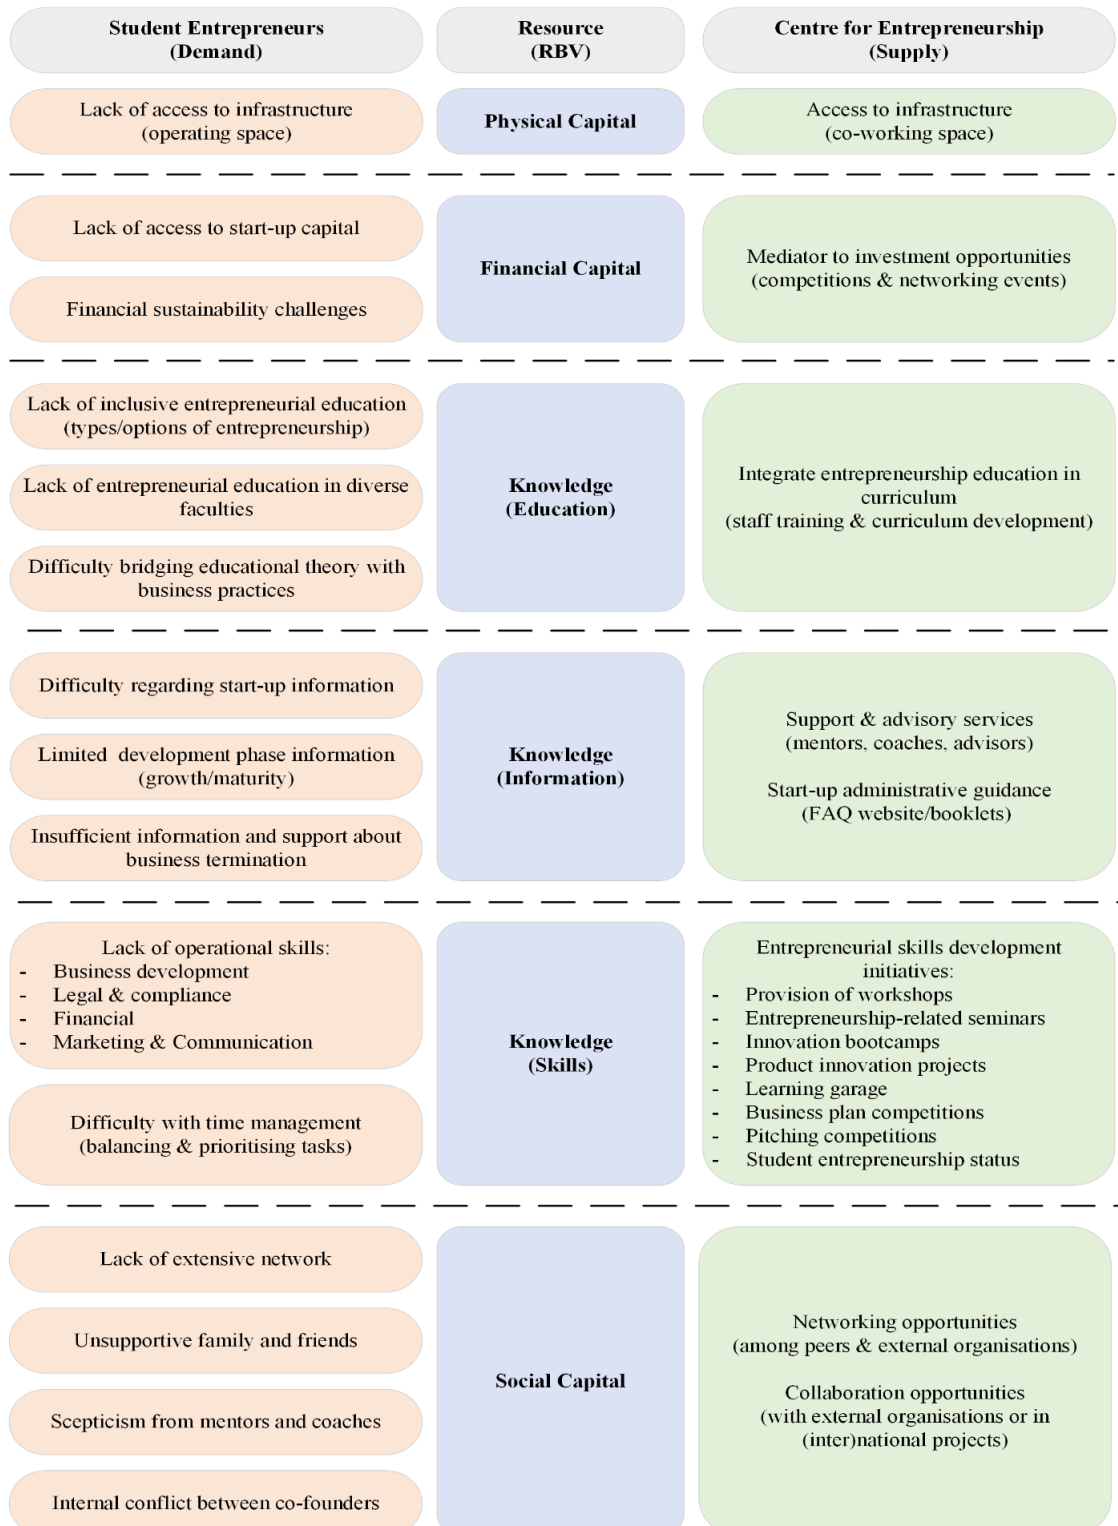 Student Entrepreneurs
(Demand)
Resource
(RBV)
Centre for Entrepreneurship
(Supply)
Lack of access to infrastructure
(operating space)
Physical Capital
Access to infrastructure
(co-working space)
Lack of access to start-up capital
Financial sustainability challenges
Financial Capital
Mediator to investment opportunities
(competitions & networking events)
Lack of inclusive entrepreneurial education
(types/options of entrepreneurship)
Lack of entrepreneurial education in diverse
faculties
Difficulty bridging educational theory with
business practices
Knowledge
(Education)
Integrate entrepreneurship education in
curriculum
(staff training & curriculum development)
Difficulty regarding start-up information
Limited development phase information
(growth/maturity)
Insufficient information and support about
business termination
Knowledge
(Information)
Support & advisory services
(mentors, coaches, advisors)
Start-up administrative guidance
(FAQ website/booklets)
Lack of operational skills:
- Business development
- Legal & compliance
- Financial
- Marketing & Communication
Difficulty with time management
(balancing & prioritising tasks)
Knowledge
(Skills)
Entrepreneurial skills development
initiatives:
- Provision of workshops
- Entrepreneurship-related seminars
- Innovation bootcamps
- Product innovation projects
- Learning garage
- Business plan competitions
- Pitching competitions
- Student entrepreneurship status
Lack of extensive network
Unsupportive family and friends
Scepticism from mentors and coaches
Internal conflict between co-founders
Social Capital
Networking opportunities
(among peers & external organisations)
Collaboration opportunities
(with external organisations or in
(inter)national projects)